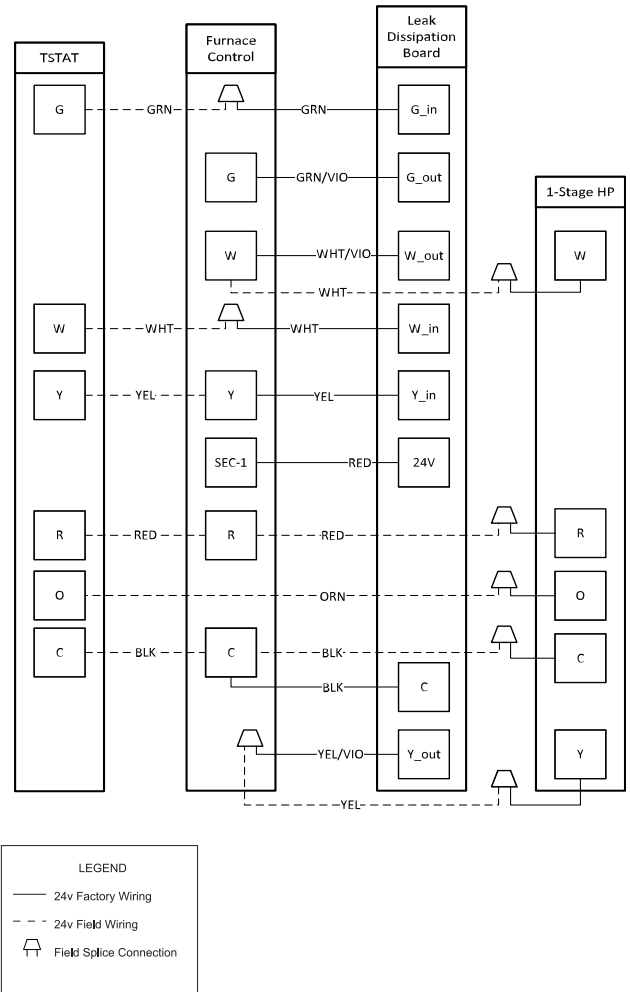 Leak
Dissipation
Board
Furnace
Control
TSTAT
G
GRN
GRN
G_in
G
GRN/VIO
G_out
1-Stage HP
W
WHT/VIO
W_out
W
WHT
W
WHT
WHT
W_in
Y
YEL
Y
YEL
Y_in
SEC-1
RED
24V
R
RED
R
RED
R
O
ORN
O
C
BLK
C
BLK
C
BLK
C
YEL/VIO
Y_out
Y
YEL
LEGEND
24v Factory Wiring
24v Field Wiring
Field Splice Connection